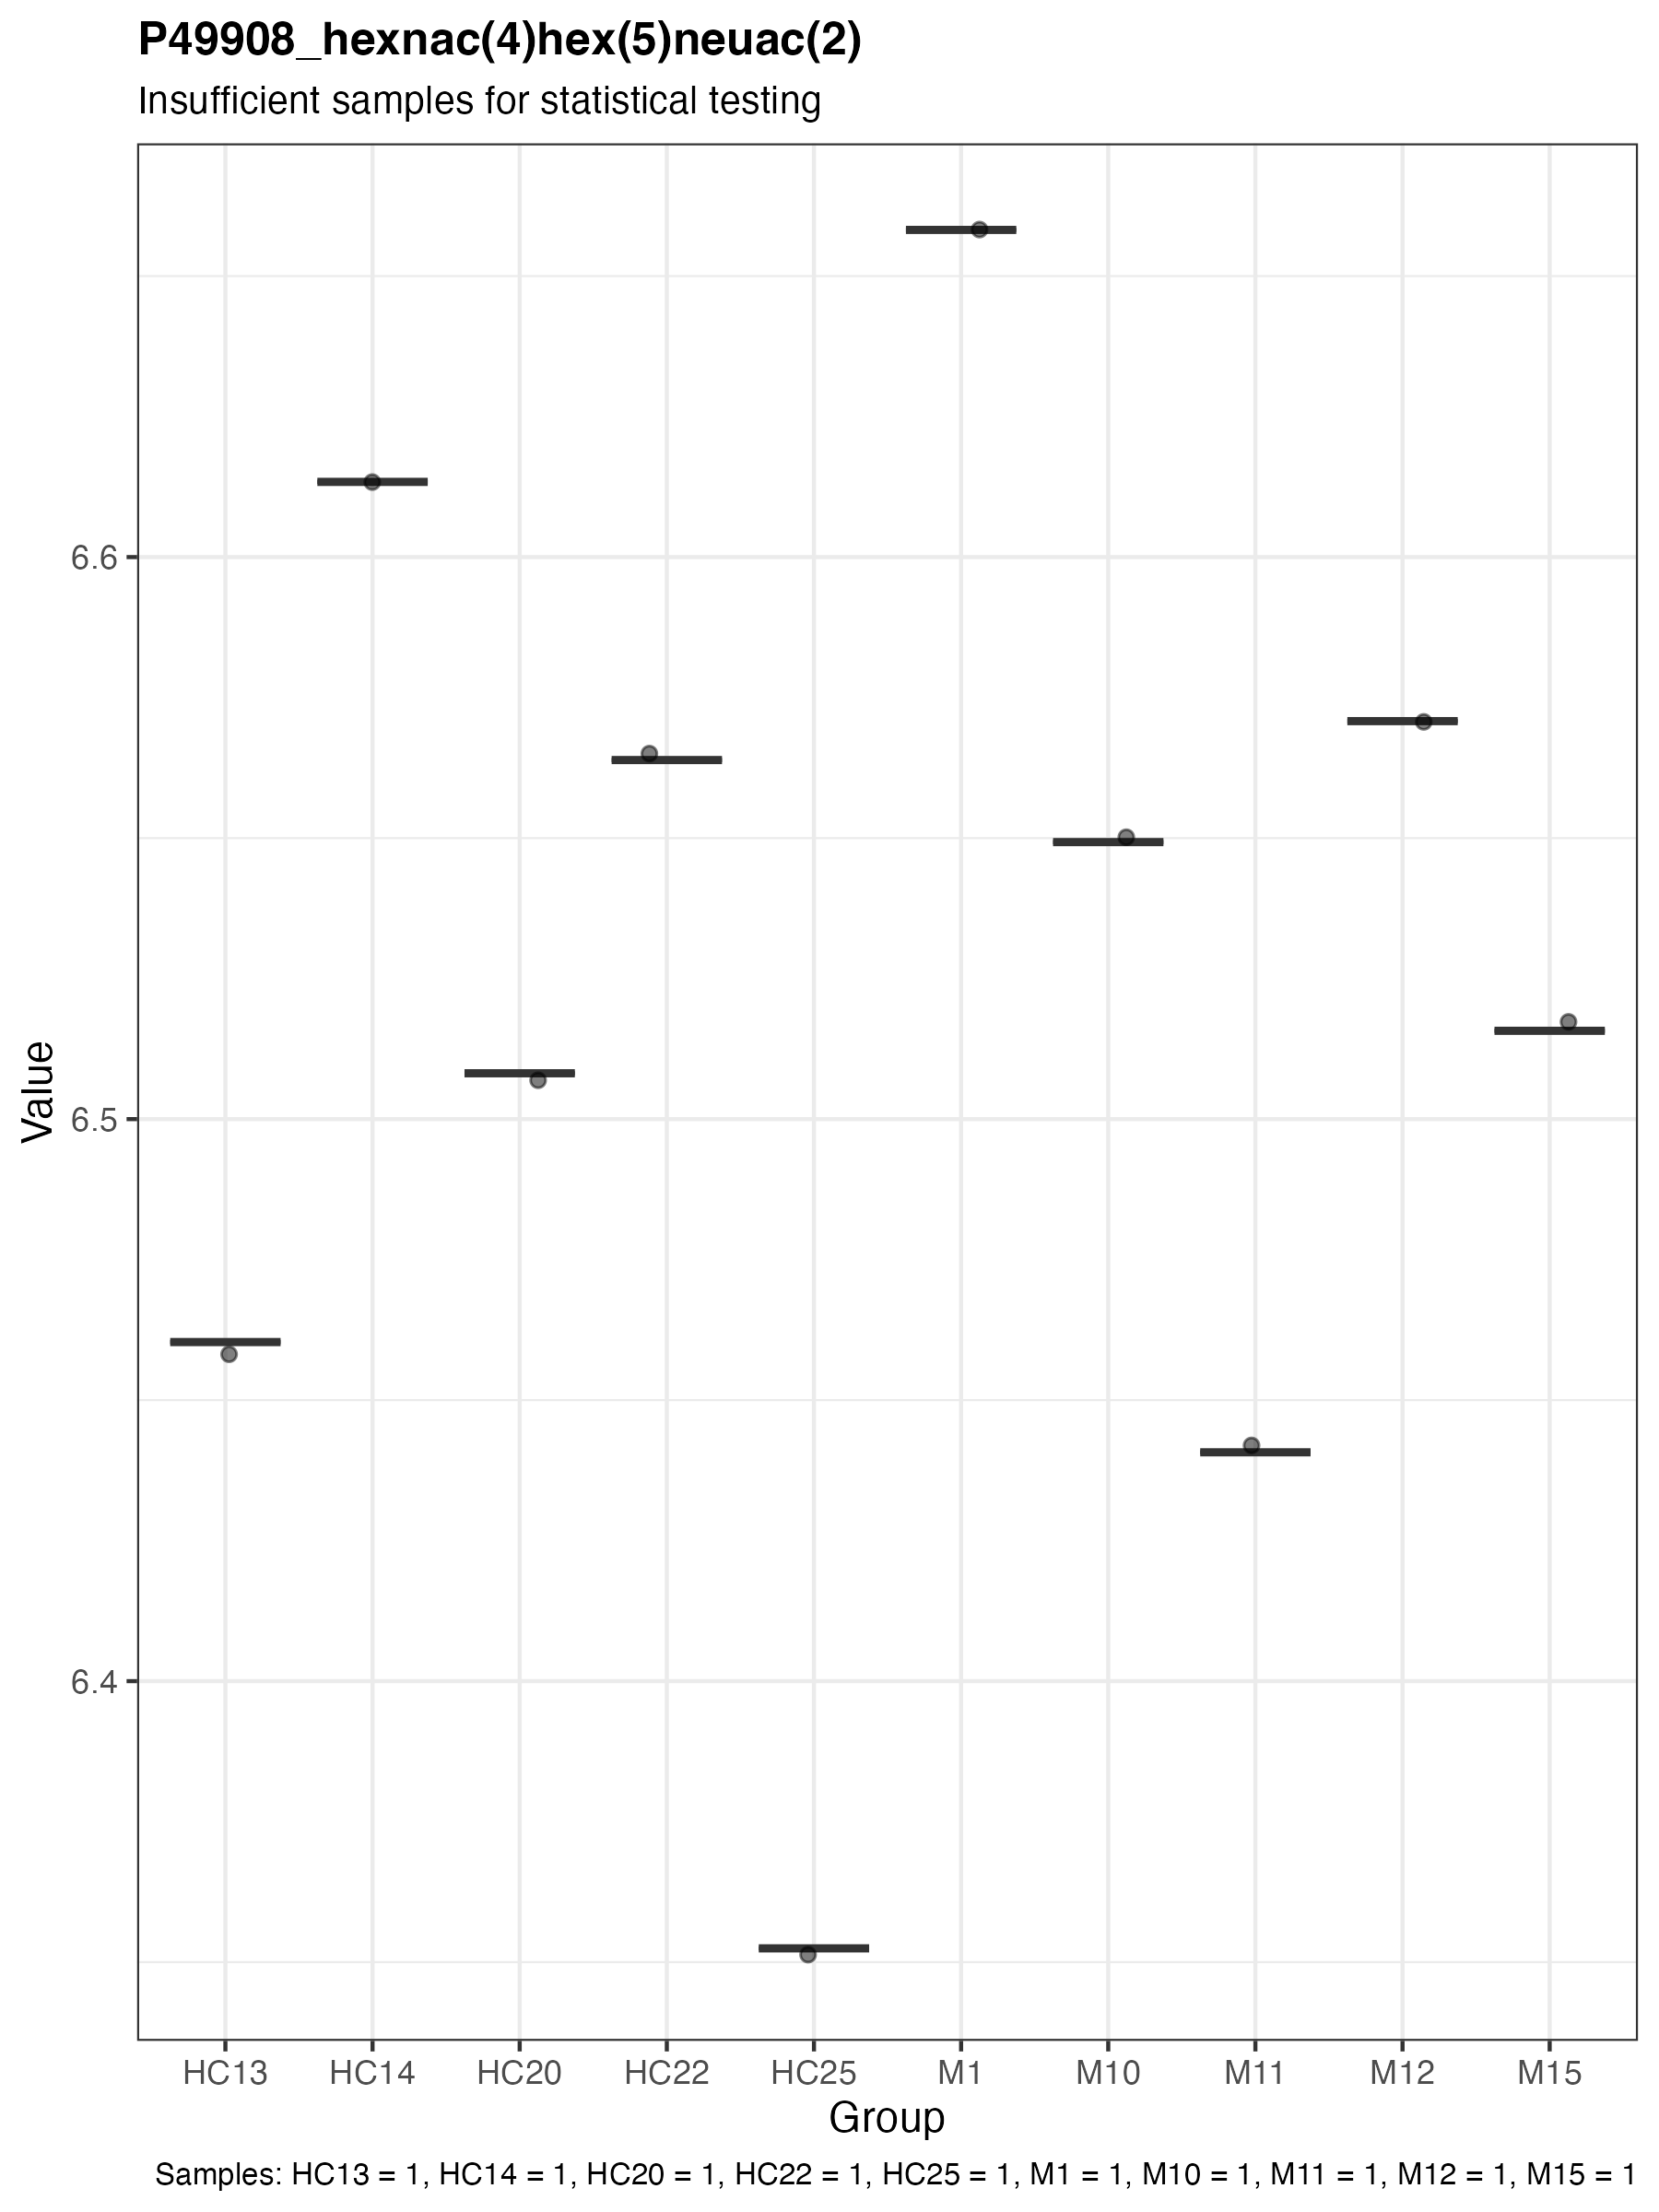 P49908_hexnac(4)hex(5)neuac(2)
Insufficient samples for statistical testing
6.6
6.5
6.4
Value
HC13 HC14 HC20 HC22 HC25 M1 M10 M11 M12 M15
Group
Samples: HC13 = 1, HC14 = 1, HC20 = 1, HC22 = 1, HC25 = 1, M1 = 1, M10 = 1, M11 = 1, M12 = 1, M15 = 1